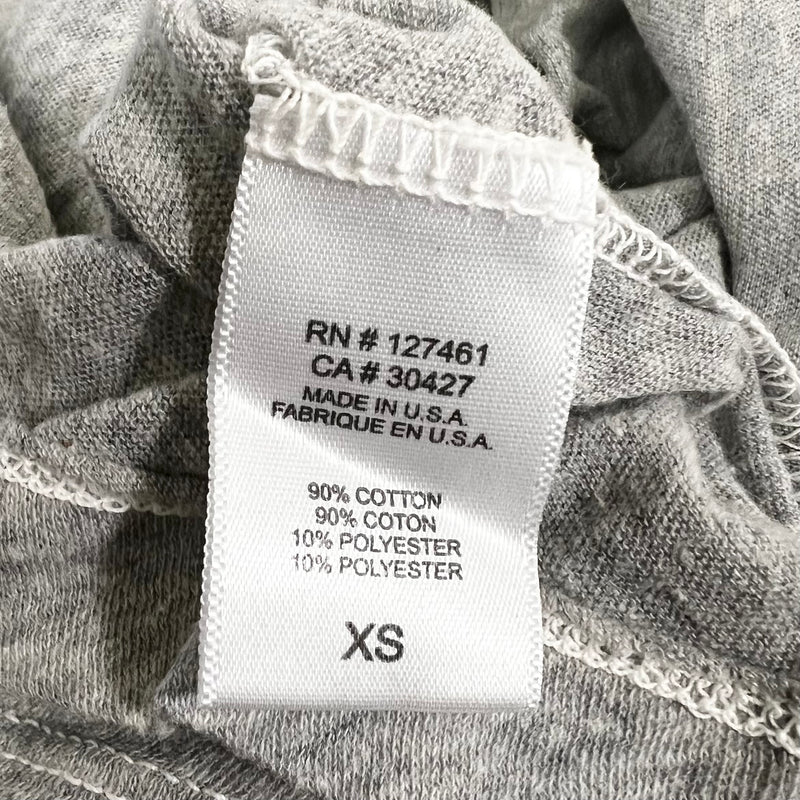 RN # 127461
CA # 30427
MADE IN U.S.A.
FABRIQUE EN U.S.A.
90% COTTON
90% COTON
10% POLYESTER
10% POLYESTER
XS